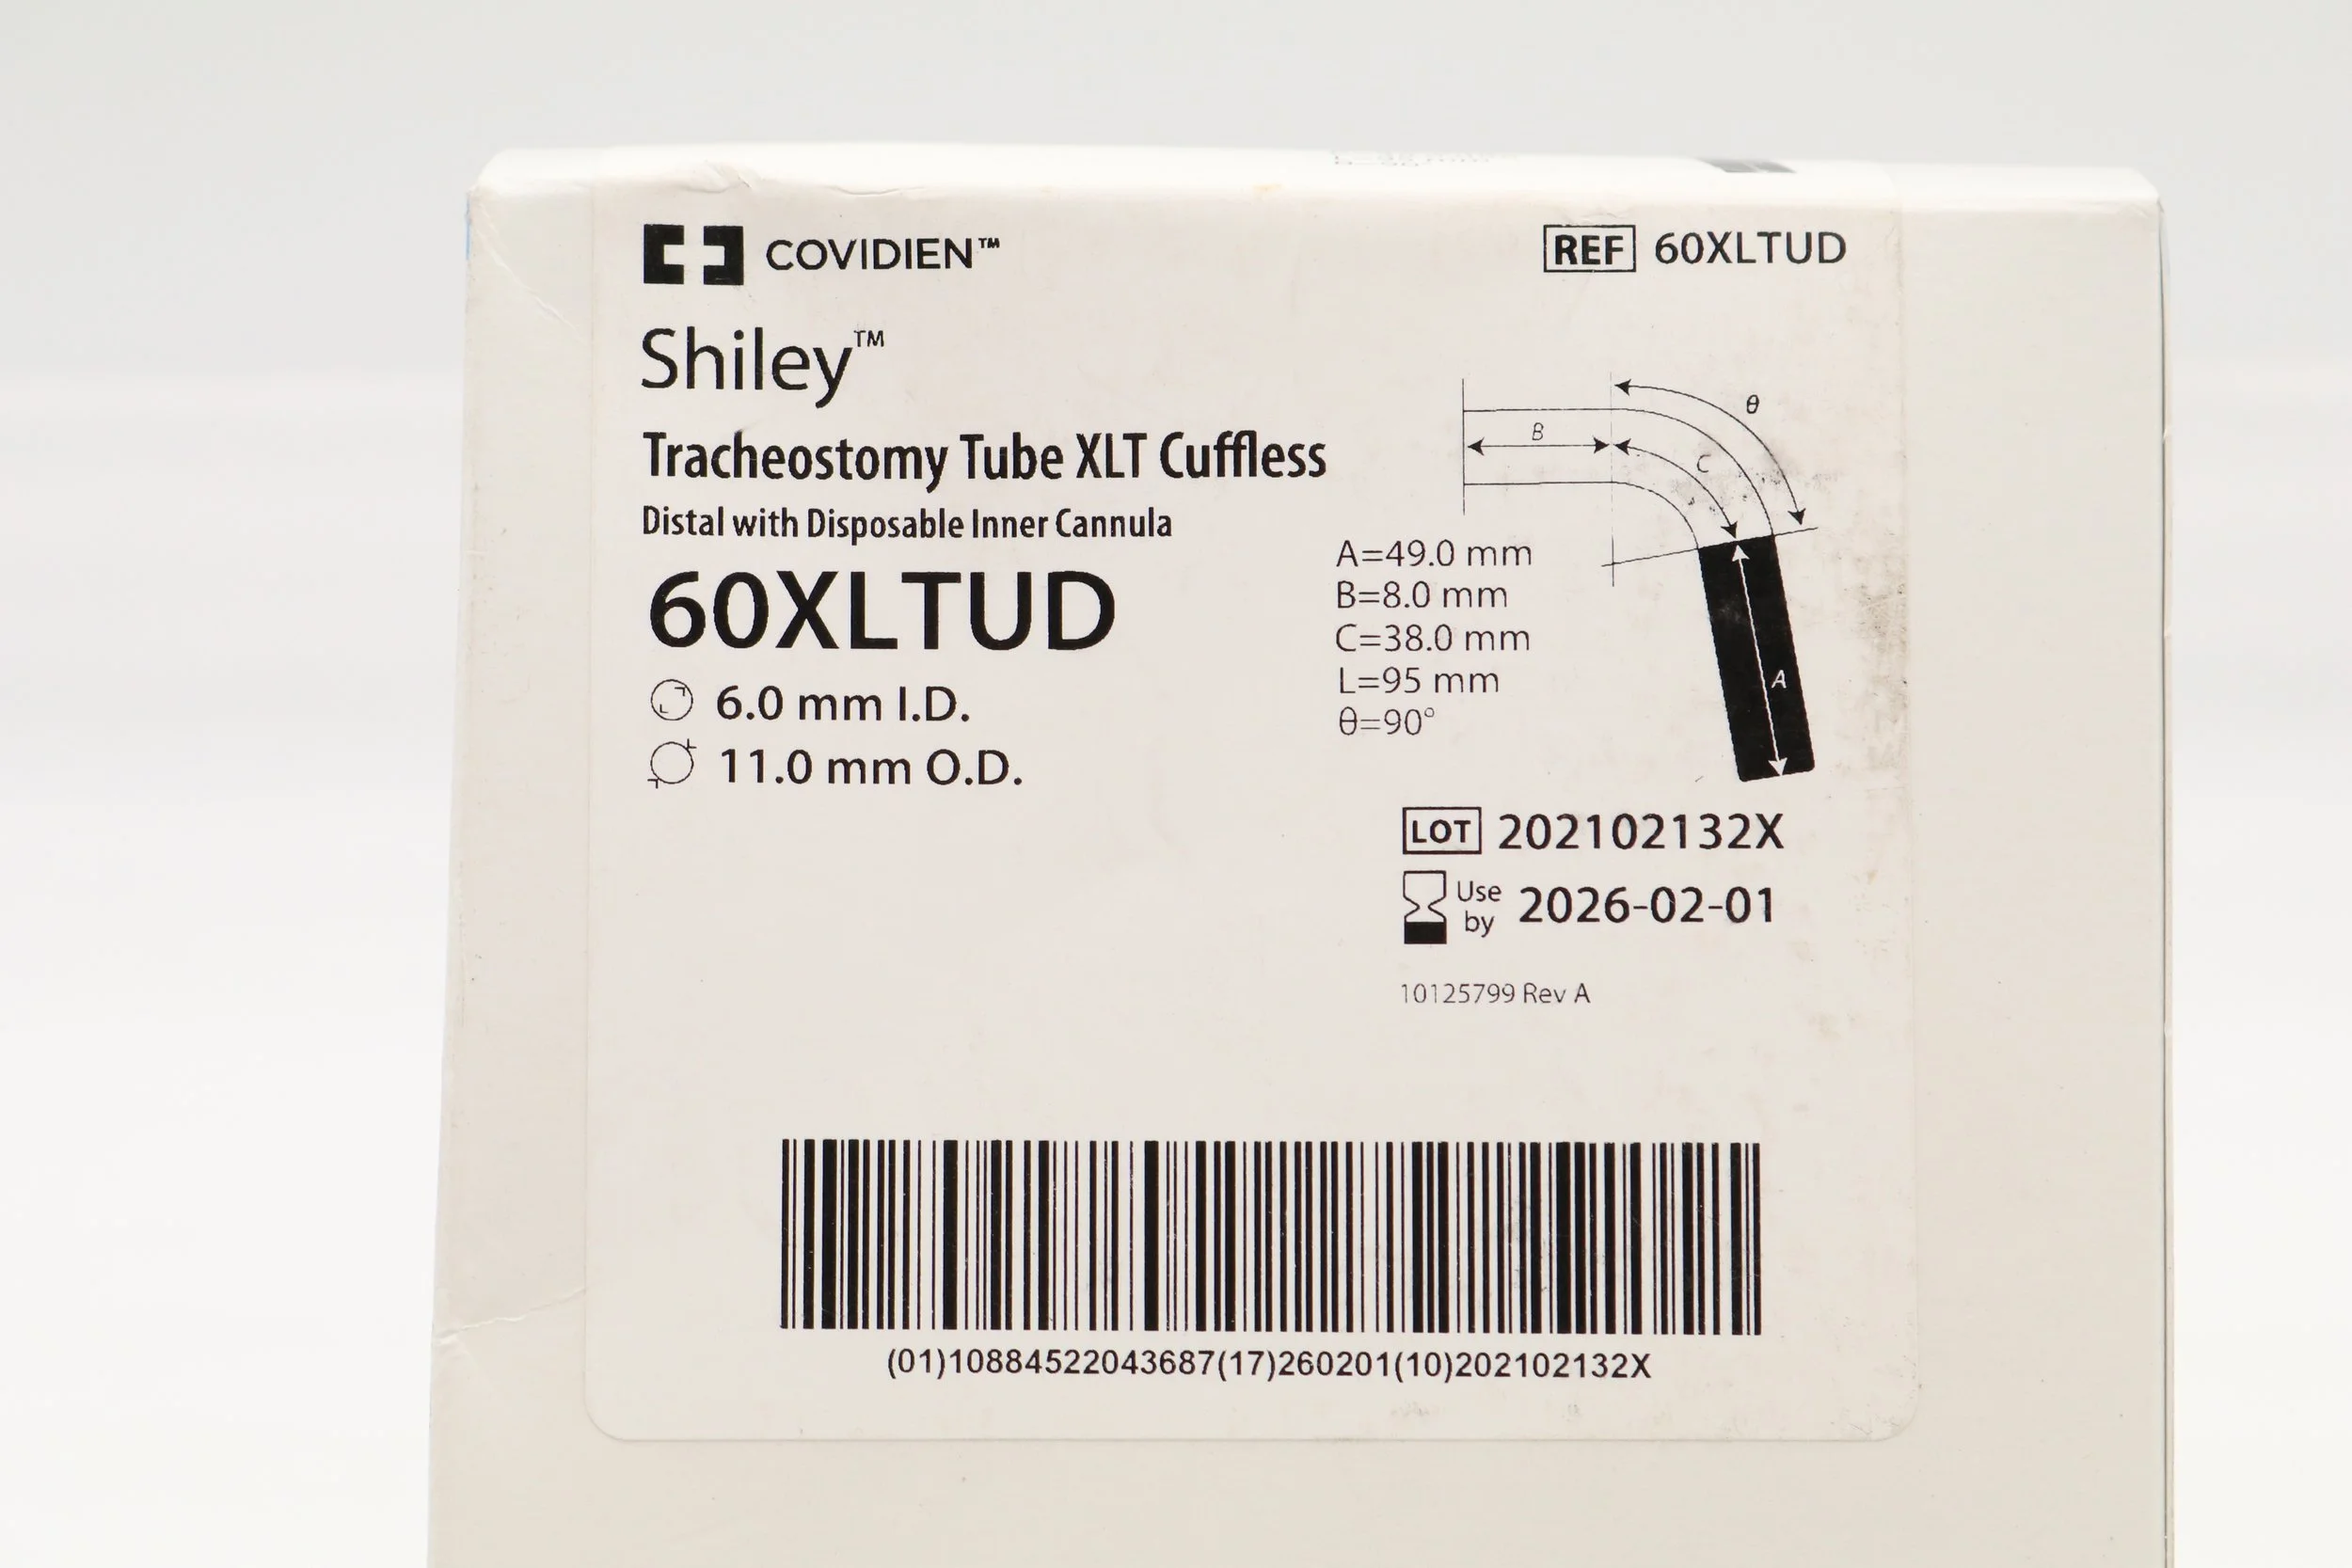 COVIDIEN™
REF 60XLTUD
Shiley™
Tracheostomy Tube XLT Cuffless
Distal with Disposable Inner Cannula
60XLTUD
6.0 mm I.D.
11.0 mm O.D.
θ
B
C
A
A=49.0 mm
B=8.0 mm
C=38.0 mm
L=95 mm
θ=90°
LOT 202102132X
Use by 2026-02-01
10125799 Rev A
(01)10884522043687(17)260201(10)202102132X